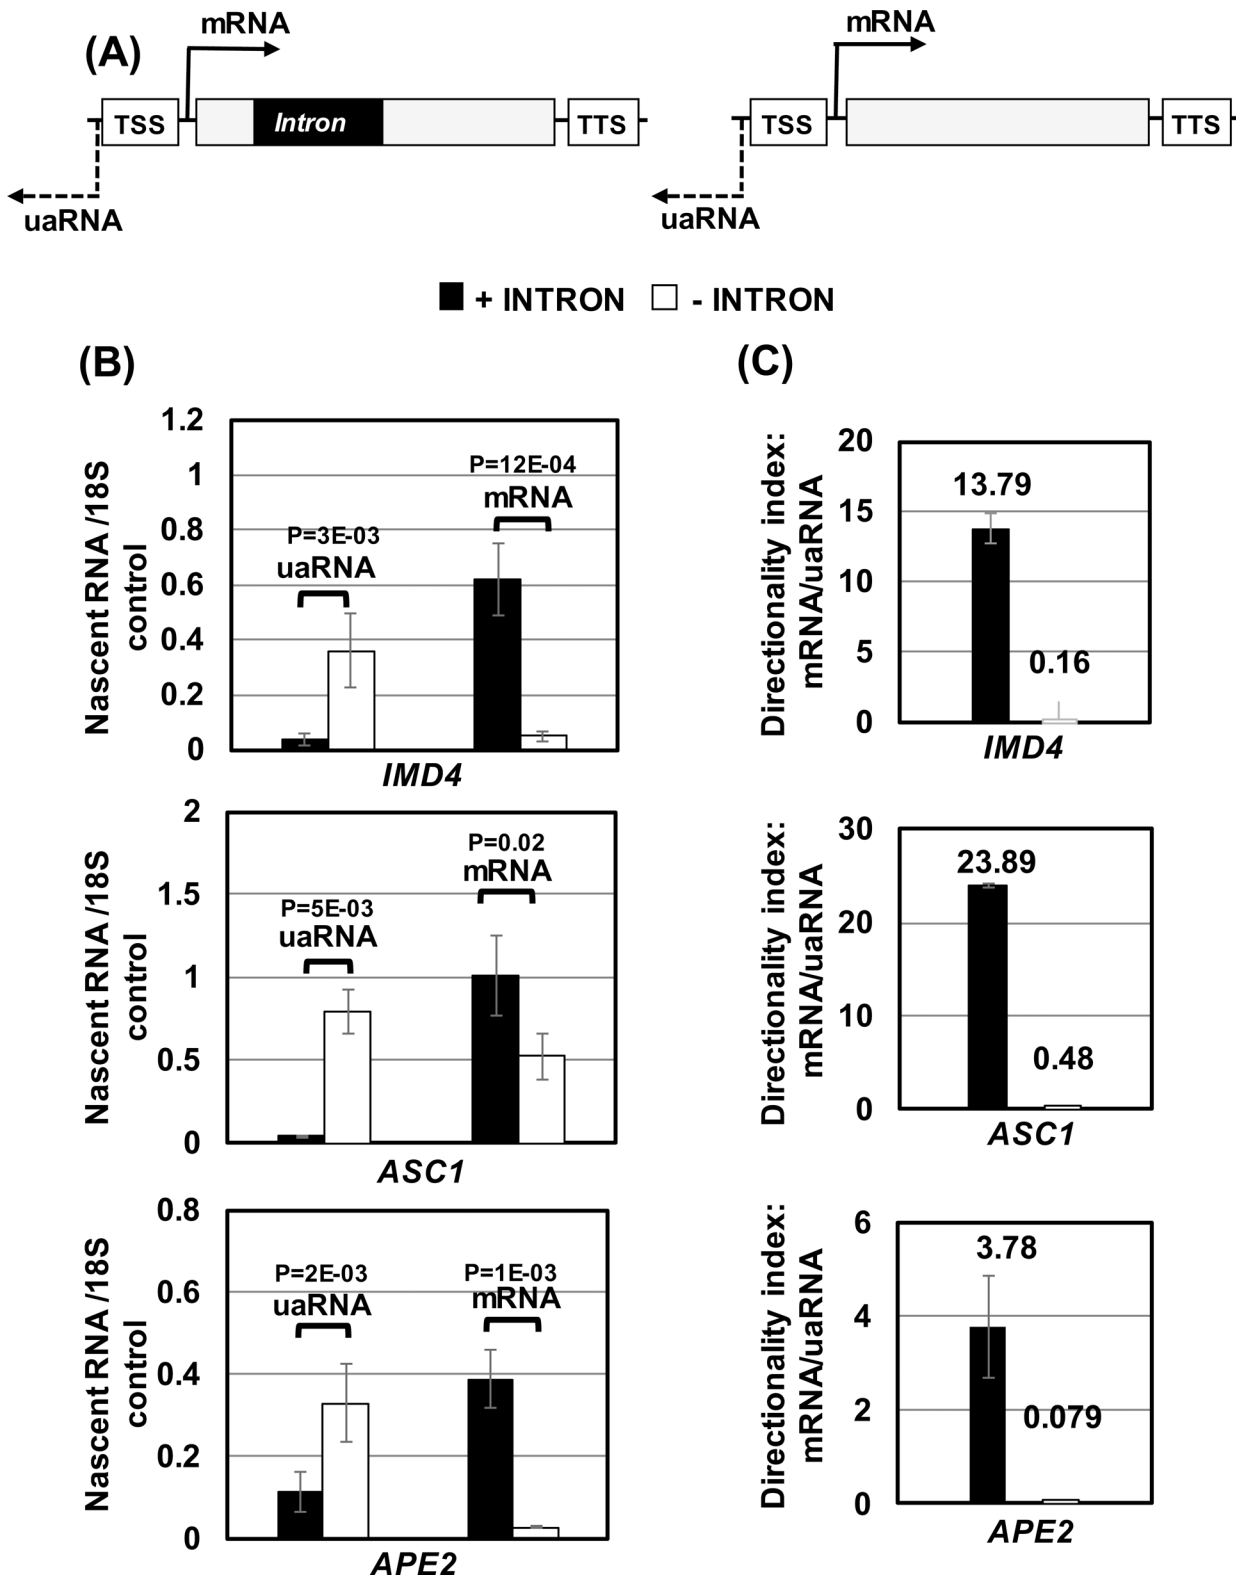 (A)
mRNA
TSS
Intron
TTS
uaRNA
mRNA
TSS
TTS
uaRNA
+ INTRON
- INTRON
(B)
Nascent RNA /18S
control
1.2
1
0.8
0.6
0.4
0.2
0
P=3E-03
uaRNA
P=12E-04
mRNA
IMD4
Nascent RNA /18S
control
2
1.5
1
0.5
0
P=5E-03
uaRNA
P=0.02
mRNA
ASC1
Nascent RNA /18S
control
0.8
0.6
0.4
0.2
0
P=2E-03
uaRNA
P=1E-03
mRNA
APE2
(C)
Directionality index:
mRNA/uaRNA
20
15
10
5
0
13.79
0.16
IMD4
Directionality index:
mRNA/uaRNA
30
20
10
0
23.89
0.48
ASC1
Directionality index:
mRNA/uaRNA
6
4
2
0
3.78
0.079
APE2